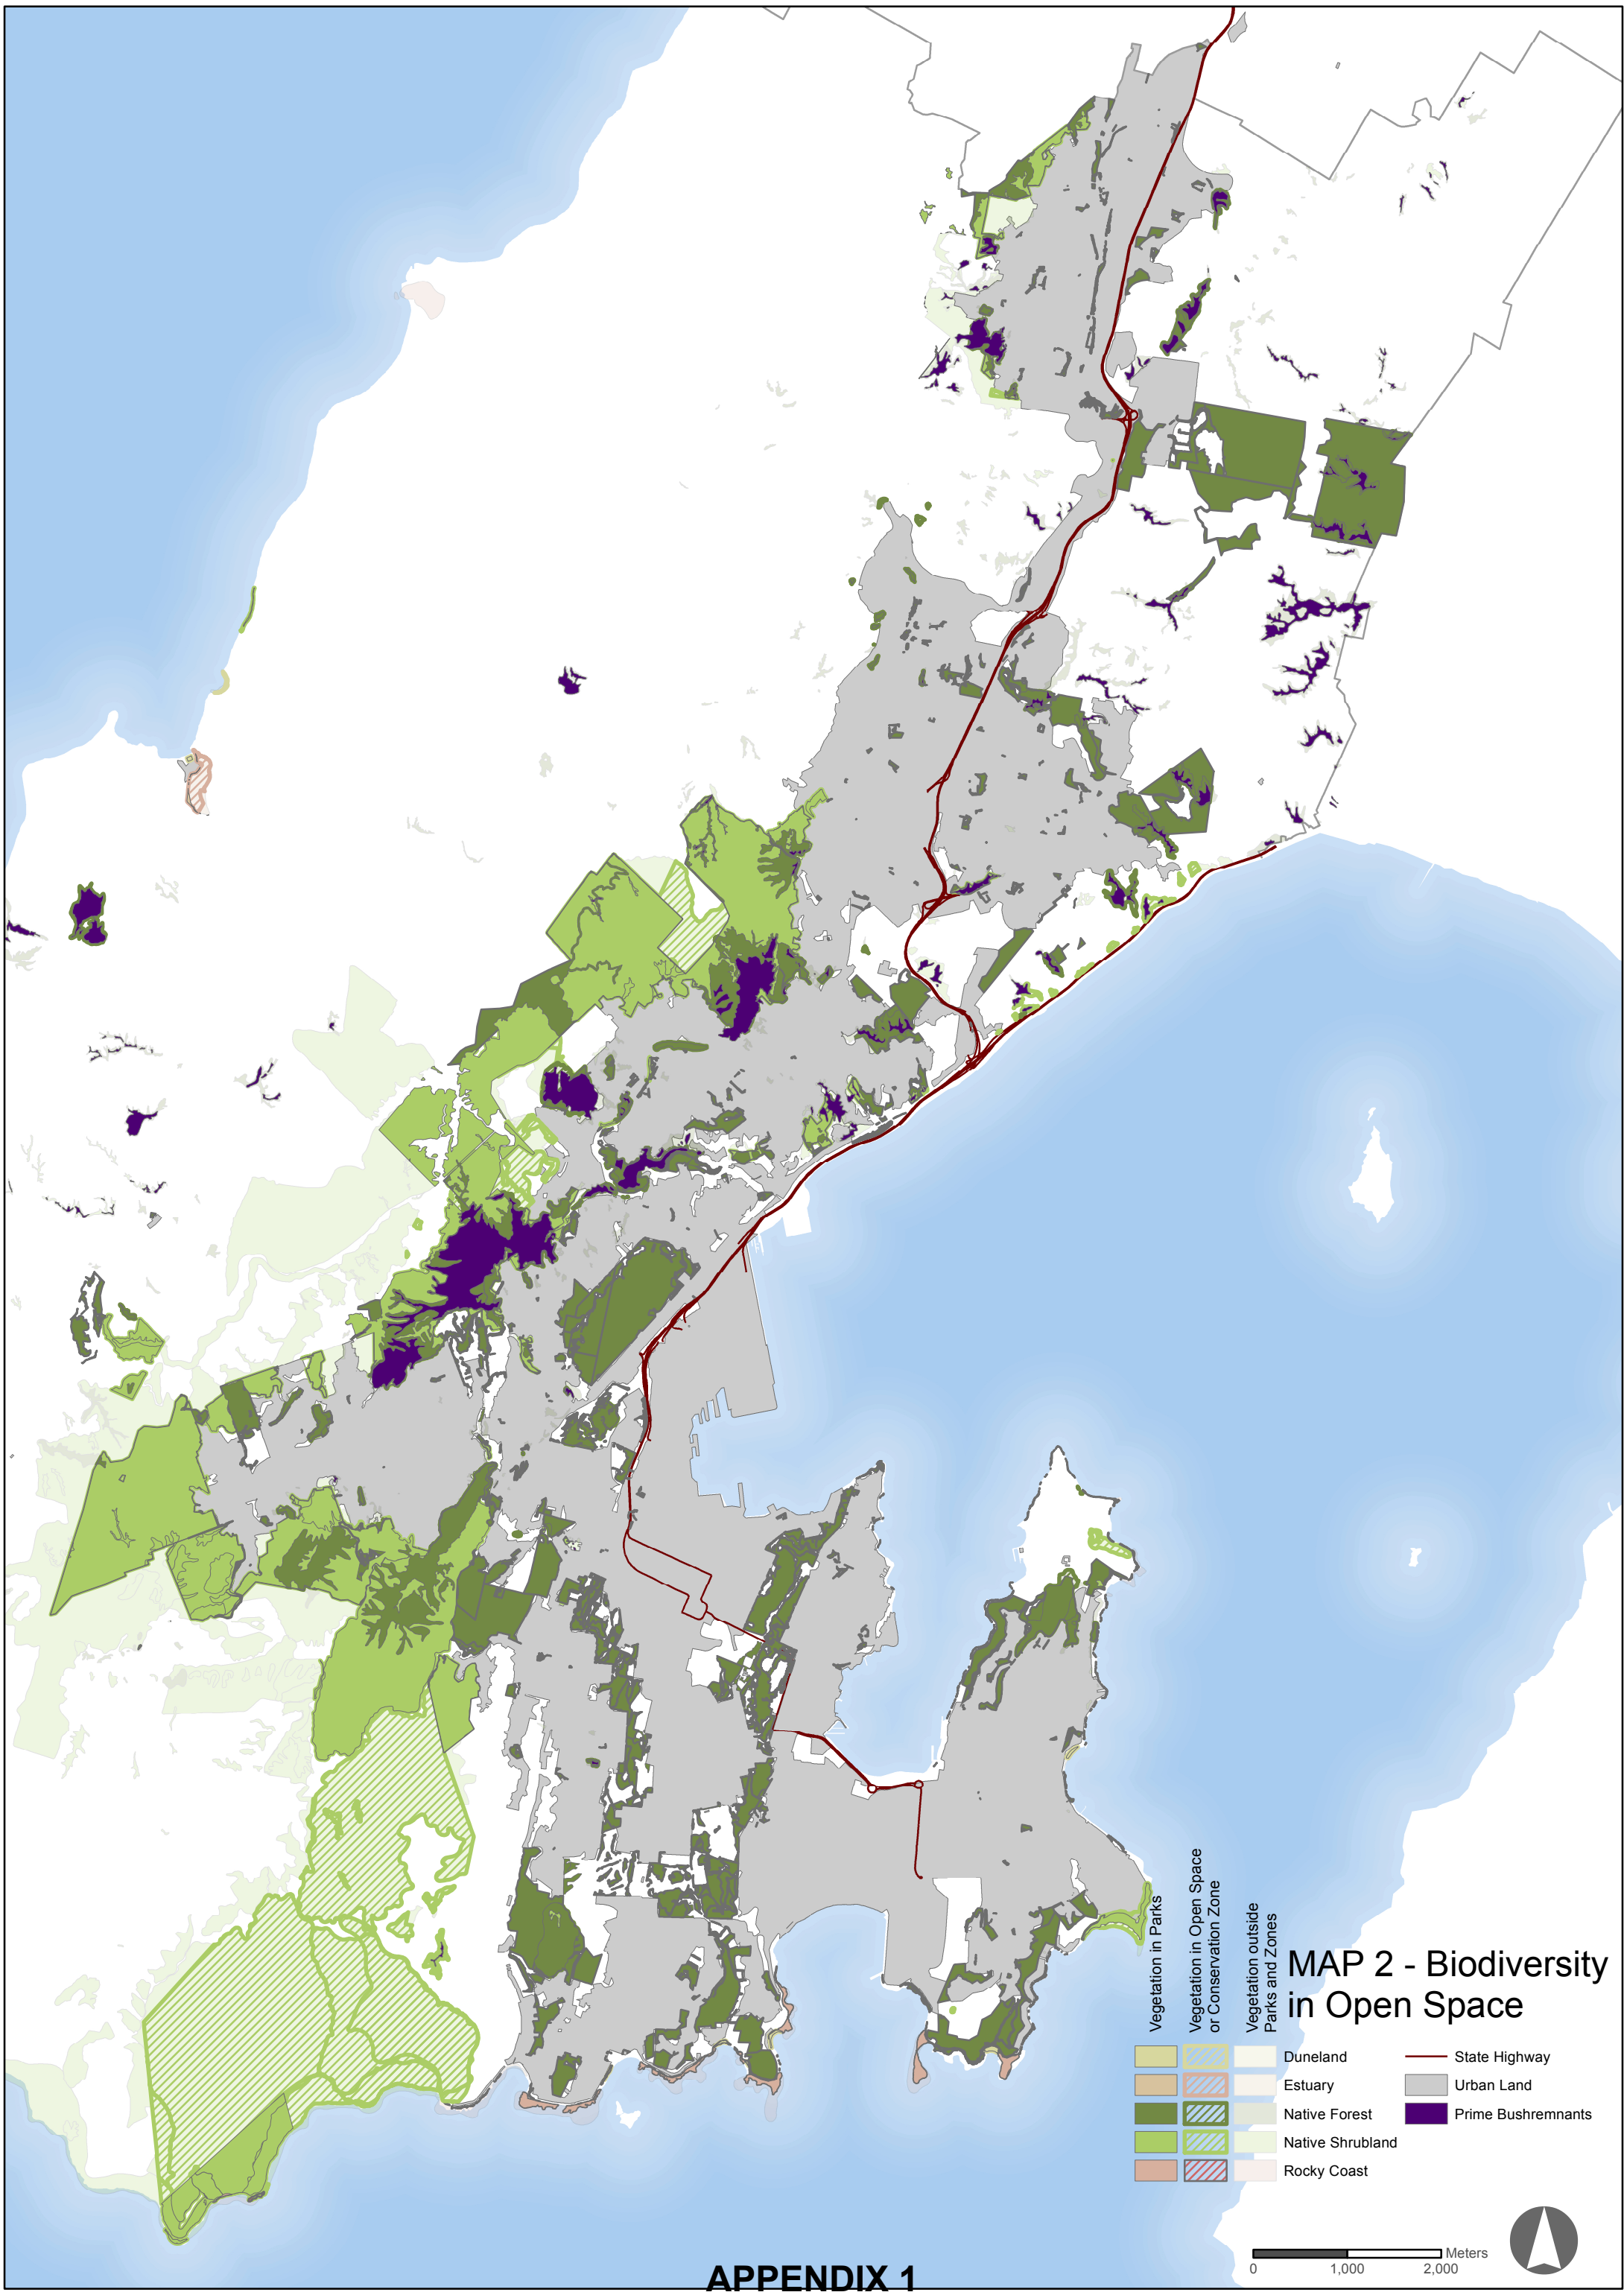 Vegetation in Parks
Vegetation in Open Space
or Conservation Zone
Vegetation outside
Parks and Zones
MAP 2 - Biodiversity
in Open Space
Duneland
Estuary
Native Forest
Native Shrubland
Rocky Coast
State Highway
Urban Land
Prime Bushremnants
Meters
0 1,000 2,000
APPENDIX 1